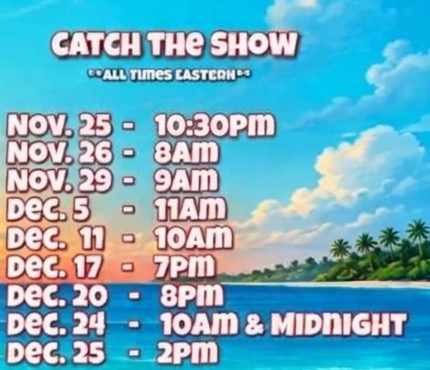 CATCH THE SHOW
**ALL TIMES EASTERN**
NOV. 25 - 10:30PM
NOV. 26 - 8AM
NOV. 29 - 9AM
DEC. 5 - 11AM
DEC. 11 - 10AM
DEC. 17 - 7PM
DEC. 20 - 8PM
DEC. 24 - 10AM & MIDNIGHT
DEC. 25 - 2PM